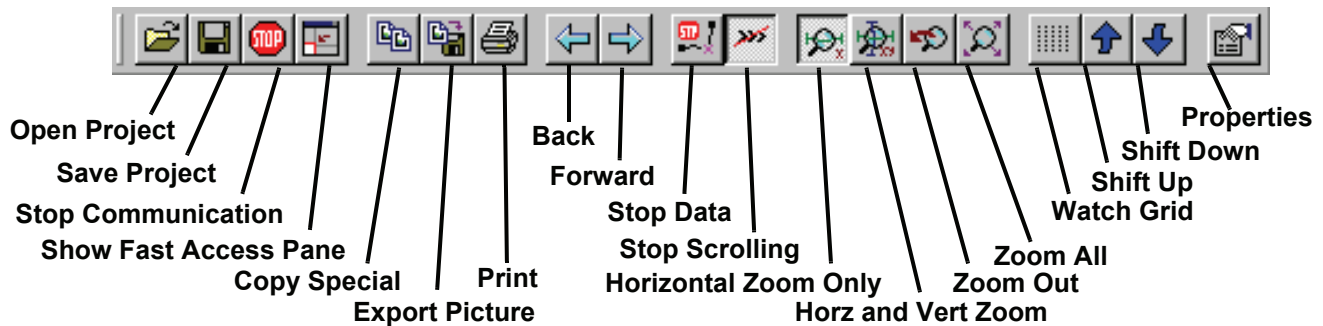 STOP
STP
x
xy
Open Project
Save Project
Stop Communication
Show Fast Access Pane
Copy Special
Export Picture
Print
Back
Forward
Stop Data
Stop Scrolling
Horizontal Zoom Only
Horz and Vert Zoom
Zoom Out
Zoom All
Watch Grid
Shift Up
Shift Down
Properties